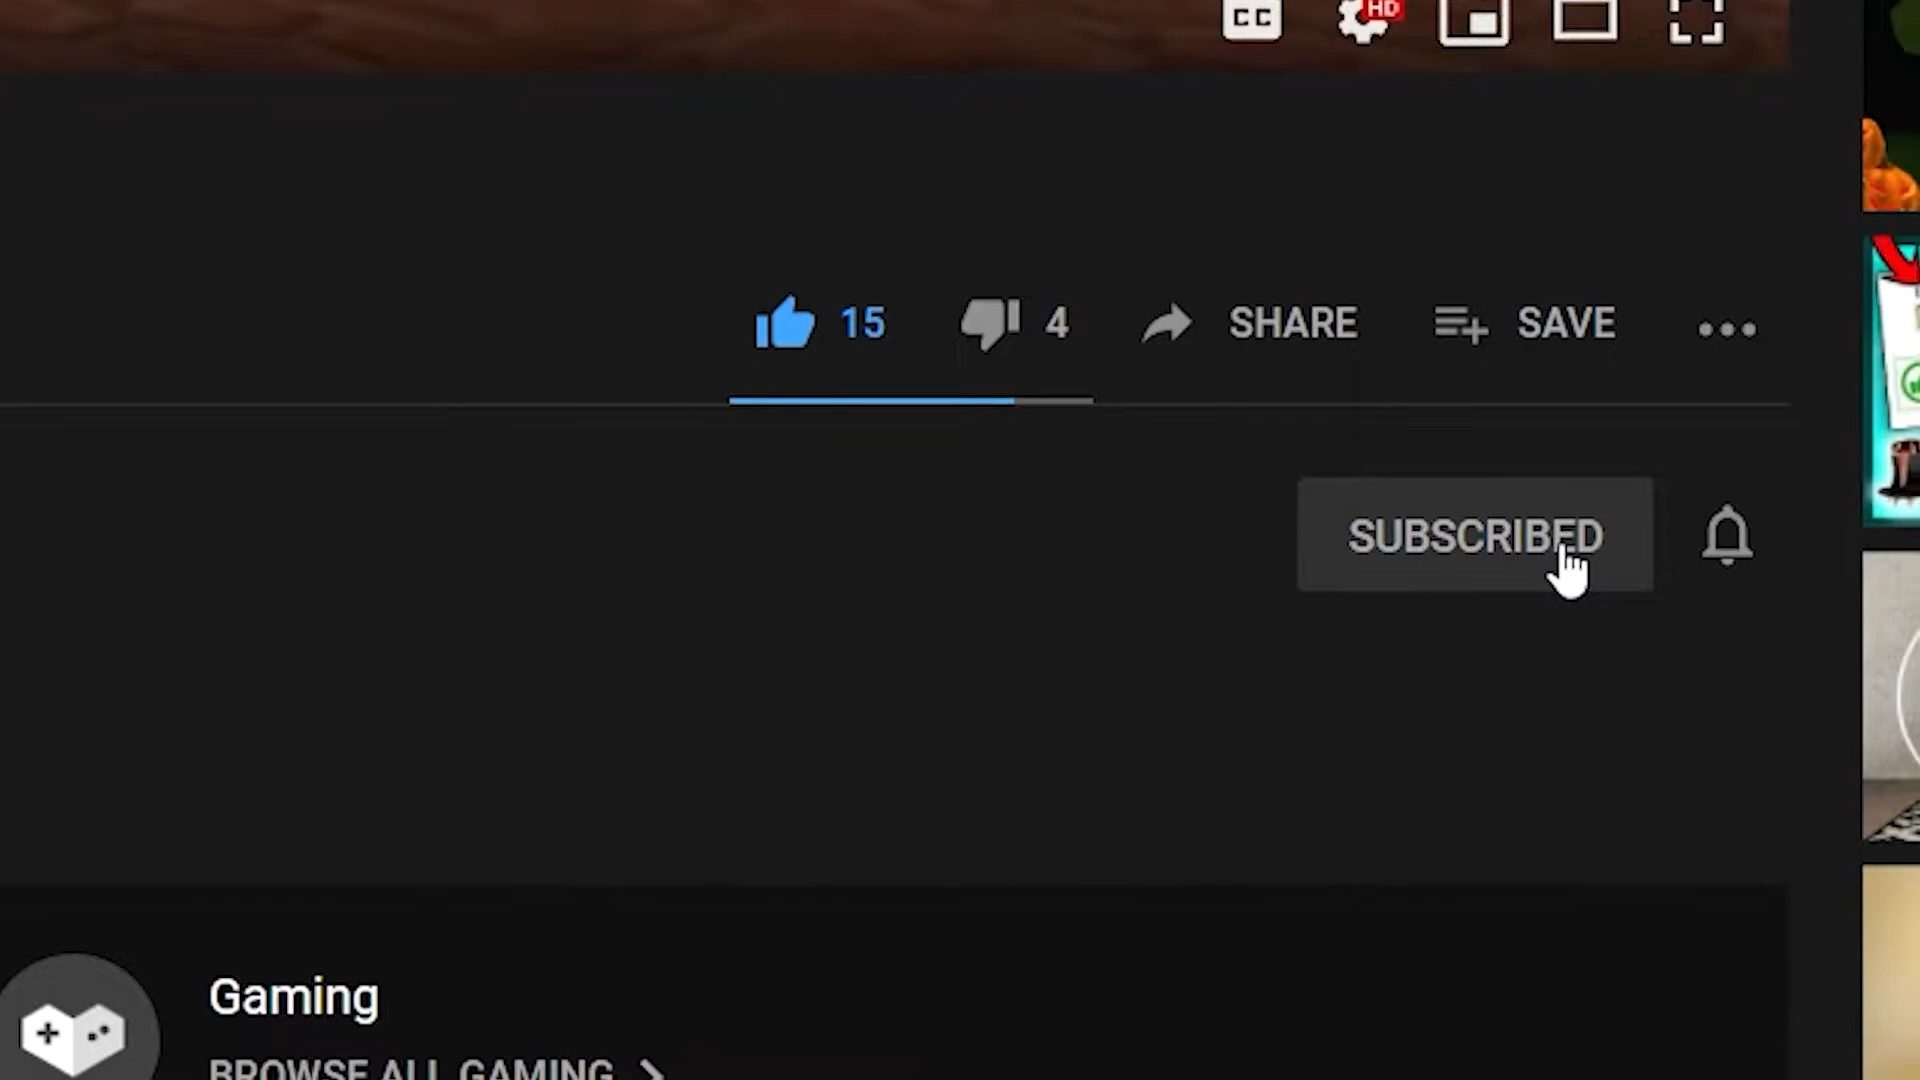 CC HD
15 4 SHARE SAVE
SUBSCRIBED
Gaming
BROWSE ALL GAMING